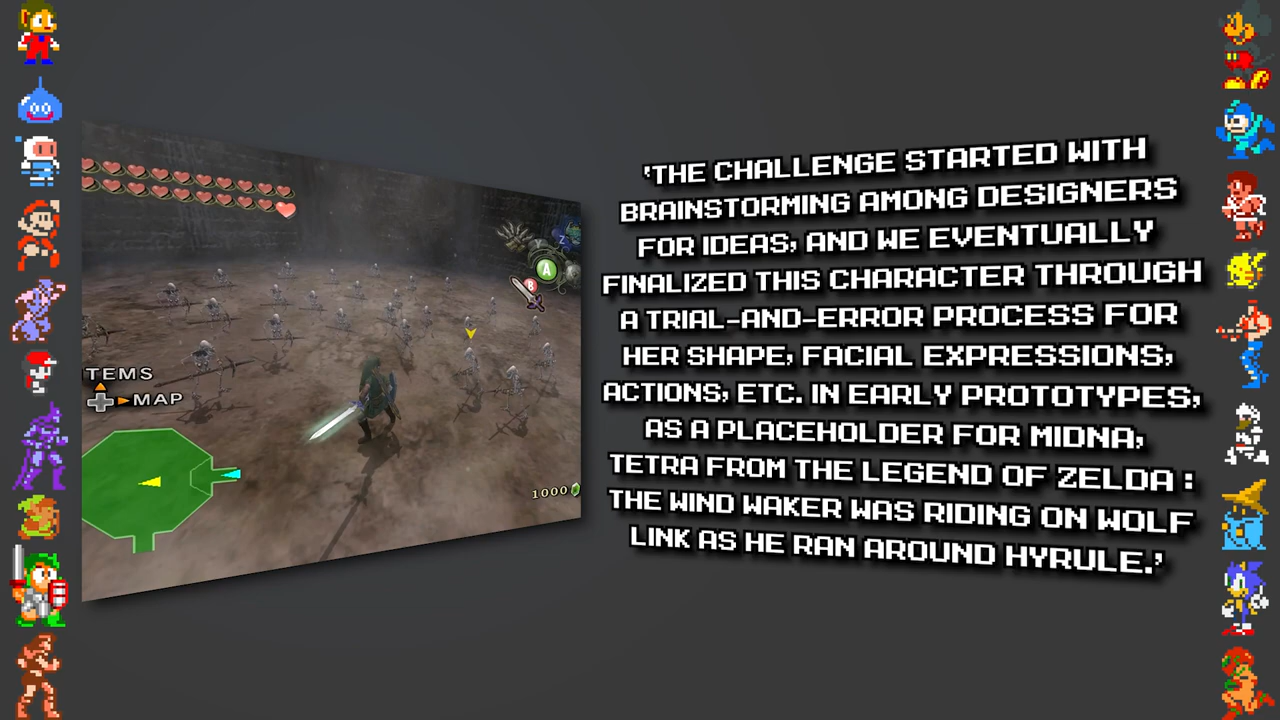 'THE CHALLENGE STARTED WITH
BRAINSTORMING AMONG DESIGNERS
FOR IDEAS, AND WE EVENTUALLY
FINALIZED THIS CHARACTER THROUGH
A TRIAL-AND-ERROR PROCESS FOR
HER SHAPE, FACIAL EXPRESSIONS,
ACTIONS, ETC. IN EARLY PROTOTYPES,
AS A PLACEHOLDER FOR MIDNA,
TETRA FROM THE LEGEND OF ZELDA :
THE WIND WAKER WAS RIDING ON WOLF
LINK AS HE RAN AROUND HYRULE.'
Z
A
B
TEMS
MAP
1000